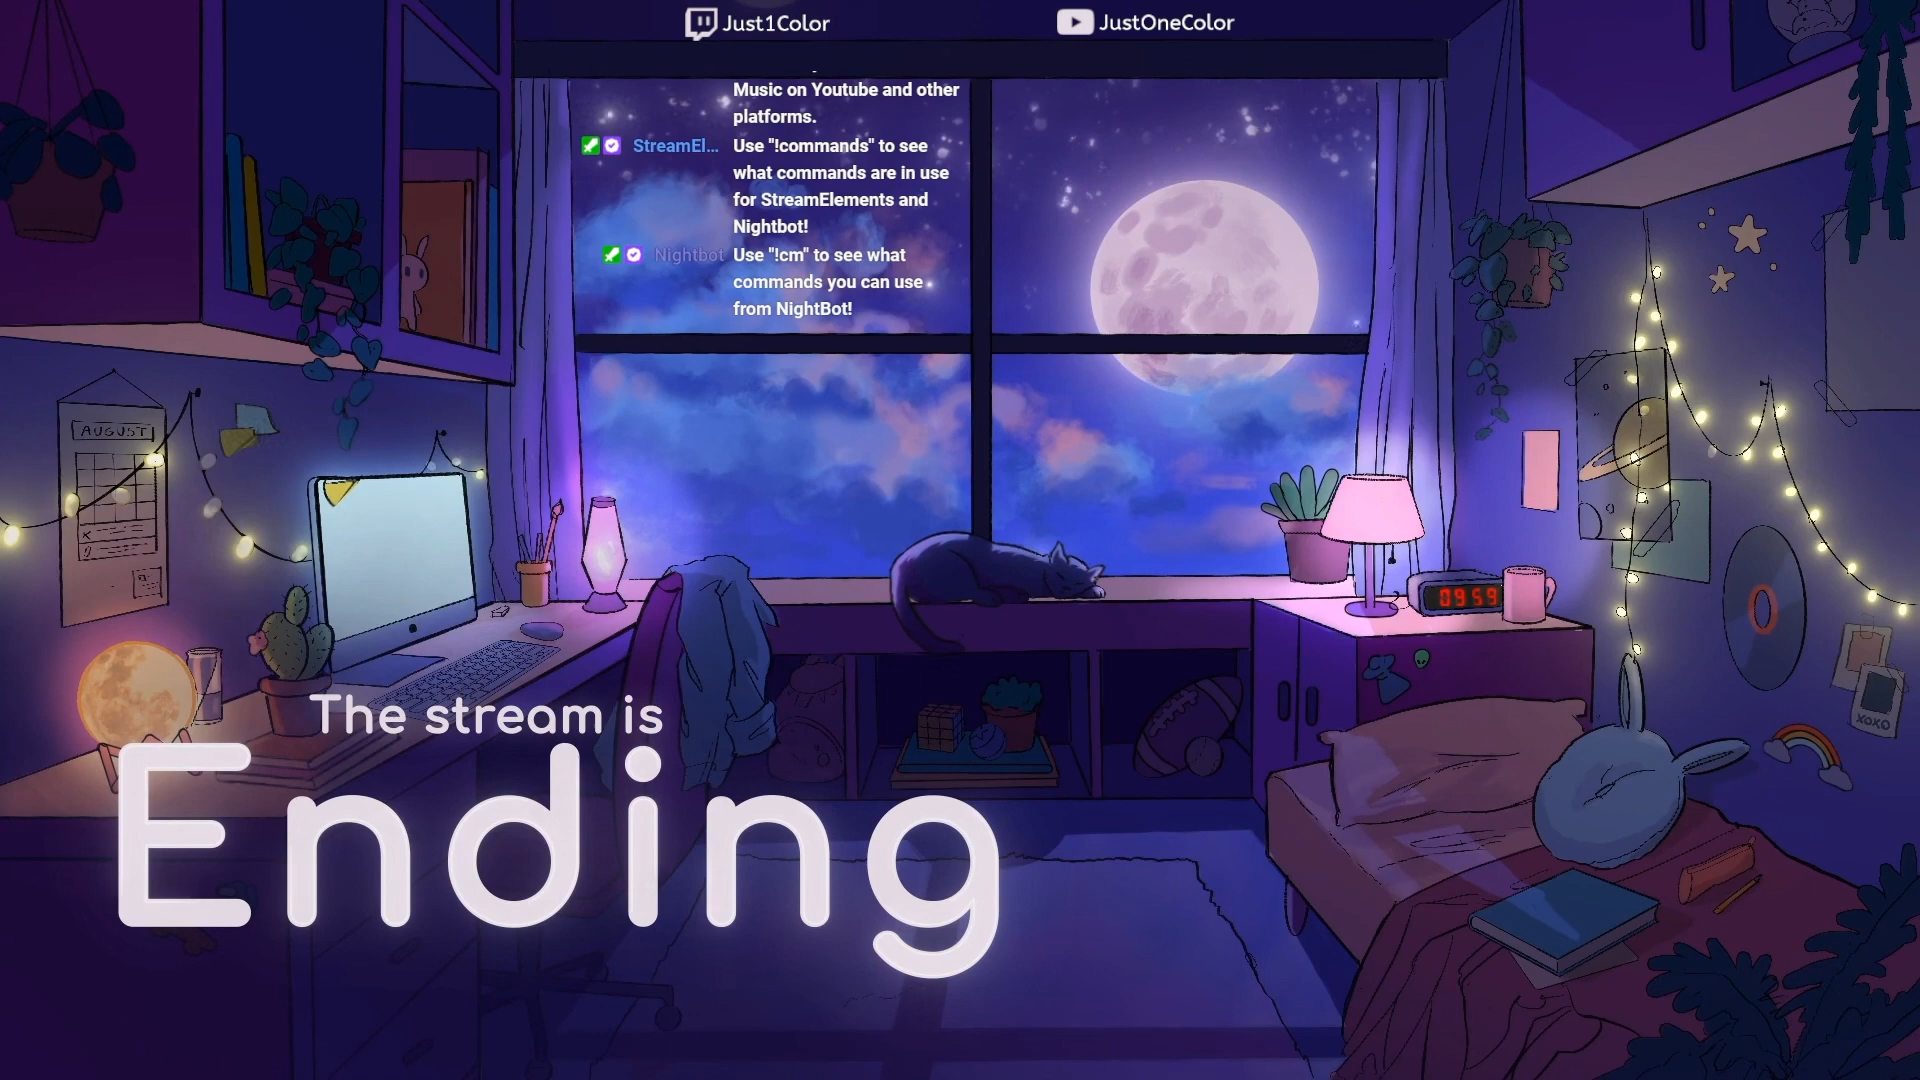 Just1Color
JustOneColor
Music on Youtube and other
platforms.
StreamEl... Use "!commands" to see
what commands are in use
for StreamElements and
Nightbot!
Nightbot Use "!cm" to see what
commands you can use
from NightBot!
AUGUST
09:59
XOXO
The stream is
Ending